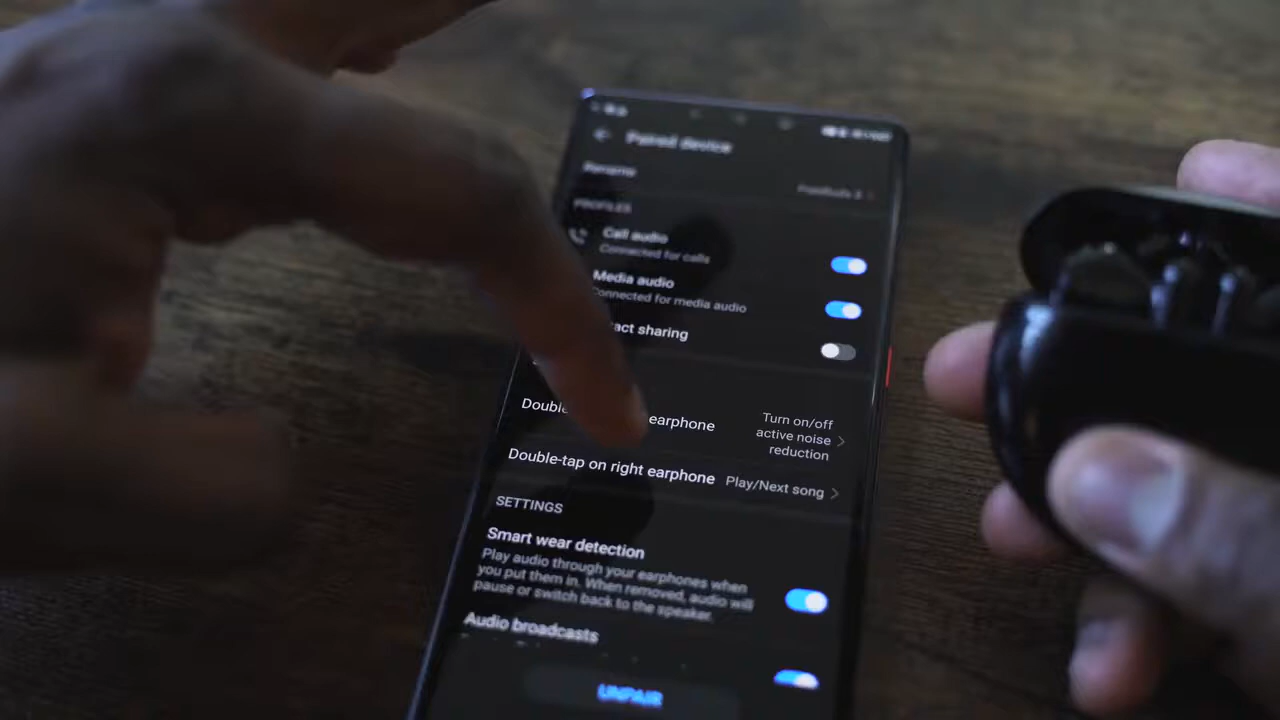 Paired device
Rename
FreeBuds 3
PROFILES
Call audio
Connected for calls
Media audio
Connected for media audio
sharing
earphone
Turn on/off
active noise
reduction
Double-tap on right earphone
Play/Next song
SETTINGS
Smart wear detection
Play audio through your earphones when
you put them in. When removed, audio will
pause or switch back to the speaker.
Audio broadcasts
UNPAIR